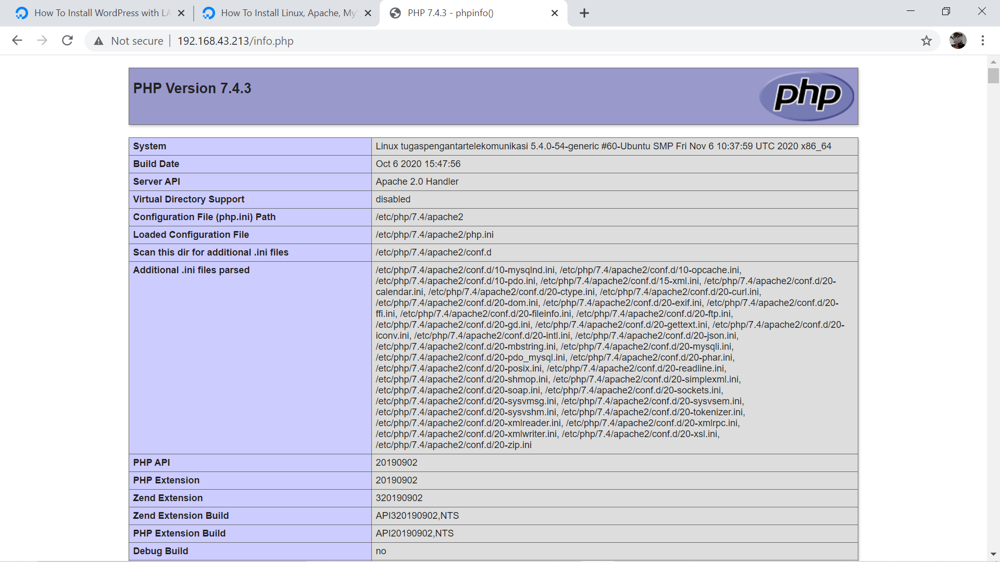 How To Install WordPress with LA
How To Install Linux, Apache, My
PHP 7.4.3 - phpinfo()
Not secure
192.168.43.213/info.php
PHP Version 7.4.3
php
System
Linux tugaspengantartelekomunikasi 5.4.0-54-generic #60-Ubuntu SMP Fri Nov 6 10:37:59 UTC 2020 x86_64
Build Date
Oct 6 2020 15:47:56
Server API
Apache 2.0 Handler
Virtual Directory Support
disabled
Configuration File (php.ini) Path
/etc/php/7.4/apache2
Loaded Configuration File
/etc/php/7.4/apache2/php.ini
Scan this dir for additional .ini files
/etc/php/7.4/apache2/conf.d
Additional .ini files parsed
/etc/php/7.4/apache2/conf.d/10-mysqlnd.ini, /etc/php/7.4/apache2/conf.d/10-opcache.ini,
/etc/php/7.4/apache2/conf.d/10-pdo.ini, /etc/php/7.4/apache2/conf.d/15-xml.ini, /etc/php/7.4/apache2/conf.d/20-
calendar.ini, /etc/php/7.4/apache2/conf.d/20-ctype.ini, /etc/php/7.4/apache2/conf.d/20-curl.ini,
/etc/php/7.4/apache2/conf.d/20-dom.ini, /etc/php/7.4/apache2/conf.d/20-exif.ini, /etc/php/7.4/apache2/conf.d/20-
ffi.ini, /etc/php/7.4/apache2/conf.d/20-fileinfo.ini, /etc/php/7.4/apache2/conf.d/20-ftp.ini,
/etc/php/7.4/apache2/conf.d/20-gd.ini, /etc/php/7.4/apache2/conf.d/20-gettext.ini, /etc/php/7.4/apache2/conf.d/20-
iconv.ini, /etc/php/7.4/apache2/conf.d/20-intl.ini, /etc/php/7.4/apache2/conf.d/20-json.ini,
/etc/php/7.4/apache2/conf.d/20-mbstring.ini, /etc/php/7.4/apache2/conf.d/20-mysqli.ini,
/etc/php/7.4/apache2/conf.d/20-pdo_mysql.ini, /etc/php/7.4/apache2/conf.d/20-phar.ini,
/etc/php/7.4/apache2/conf.d/20-posix.ini, /etc/php/7.4/apache2/conf.d/20-readline.ini,
/etc/php/7.4/apache2/conf.d/20-shmop.ini, /etc/php/7.4/apache2/conf.d/20-simplexml.ini,
/etc/php/7.4/apache2/conf.d/20-soap.ini, /etc/php/7.4/apache2/conf.d/20-sockets.ini,
/etc/php/7.4/apache2/conf.d/20-sysvmsg.ini, /etc/php/7.4/apache2/conf.d/20-sysvsem.ini,
/etc/php/7.4/apache2/conf.d/20-sysvshm.ini, /etc/php/7.4/apache2/conf.d/20-tokenizer.ini,
/etc/php/7.4/apache2/conf.d/20-xmlreader.ini, /etc/php/7.4/apache2/conf.d/20-xmlrpc.ini,
/etc/php/7.4/apache2/conf.d/20-xmlwriter.ini, /etc/php/7.4/apache2/conf.d/20-xsl.ini,
/etc/php/7.4/apache2/conf.d/20-zip.ini
PHP API
20190902
PHP Extension
20190902
Zend Extension
320190902
Zend Extension Build
API320190902,NTS
PHP Extension Build
API20190902,NTS
Debug Build
no